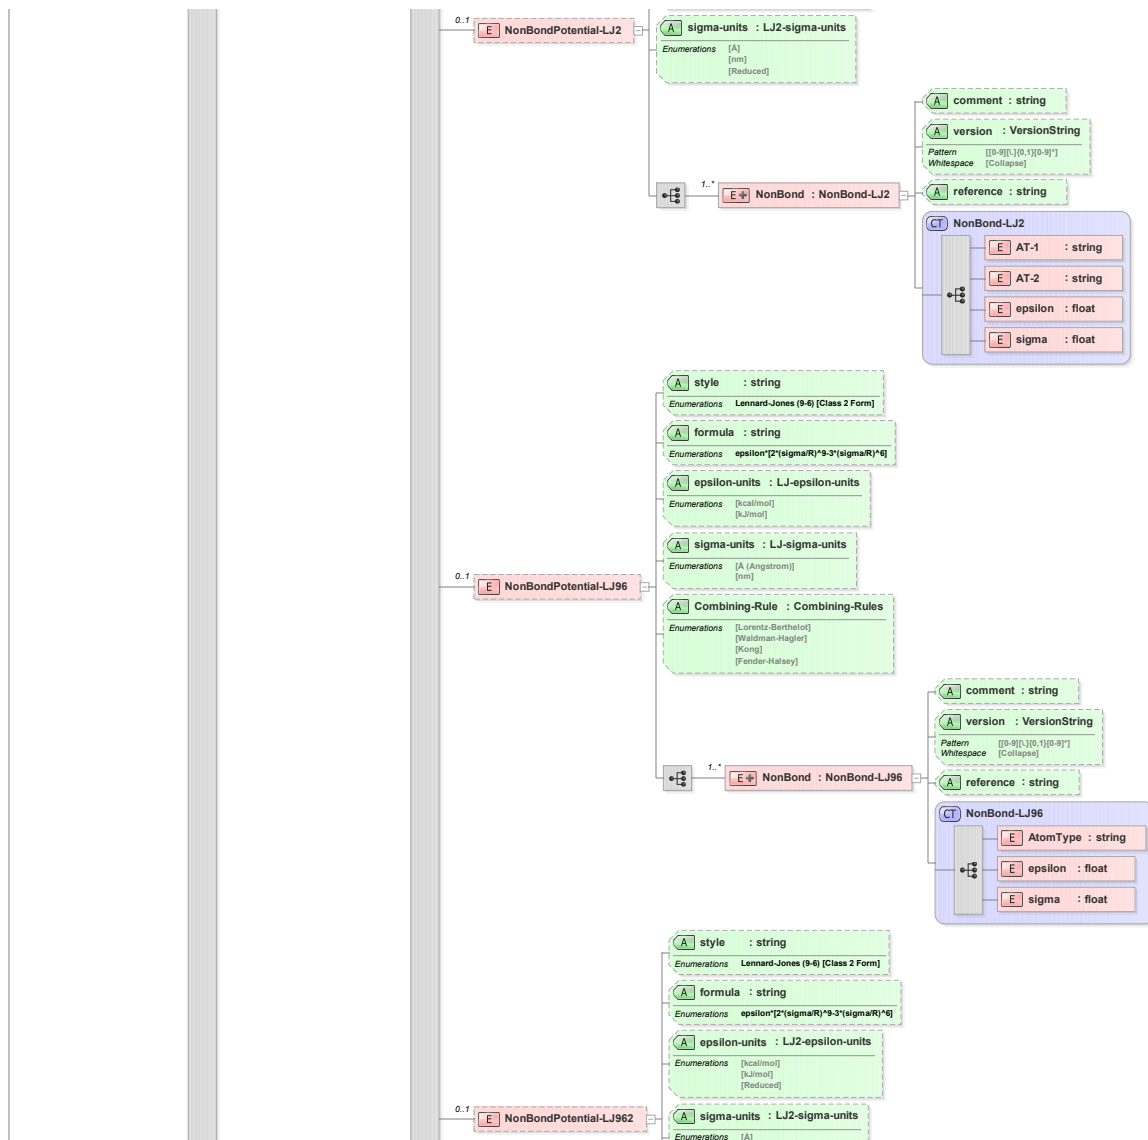 0..1
E NonBondPotential-LJ2
A sigma-units : LJ2-sigma-units
Enumerations [Å]
[nm]
[Reduced]
A comment : string
A version : VersionString
Pattern [[0-9][\.]{0,1}[0-9]*]
Whitespace [Collapse]
1..*
E NonBond : NonBond-LJ2
A reference : string
CT NonBond-LJ2
E AT-1 : string
E AT-2 : string
E epsilon : float
E sigma : float
A style : string
Enumerations Lennard-Jones (9-6) [Class 2 Form]
A formula : string
Enumerations epsilon*[2*(sigma/R)^9-3*(sigma/R)^6]
A epsilon-units : LJ-epsilon-units
Enumerations [kcal/mol]
[kJ/mol]
A sigma-units : LJ-sigma-units
Enumerations [Å (Angstrom)]
[nm]
0..1
E NonBondPotential-LJ96
A Combining-Rule : Combining-Rules
Enumerations [Lorentz-Berthelot]
[Waldman-Hagler]
[Kong]
[Fender-Halsey]
A comment : string
A version : VersionString
Pattern [[0-9][\.]{0,1}[0-9]*]
Whitespace [Collapse]
1..*
E NonBond : NonBond-LJ96
A reference : string
CT NonBond-LJ96
E AtomType : string
E epsilon : float
E sigma : float
A style : string
Enumerations Lennard-Jones (9-6) [Class 2 Form]
A formula : string
Enumerations epsilon*[2*(sigma/R)^9-3*(sigma/R)^6]
A epsilon-units : LJ2-epsilon-units
Enumerations [kcal/mol]
[kJ/mol]
[Reduced]
0..1
E NonBondPotential-LJ962
A sigma-units : LJ2-sigma-units
Enumerations [Å]